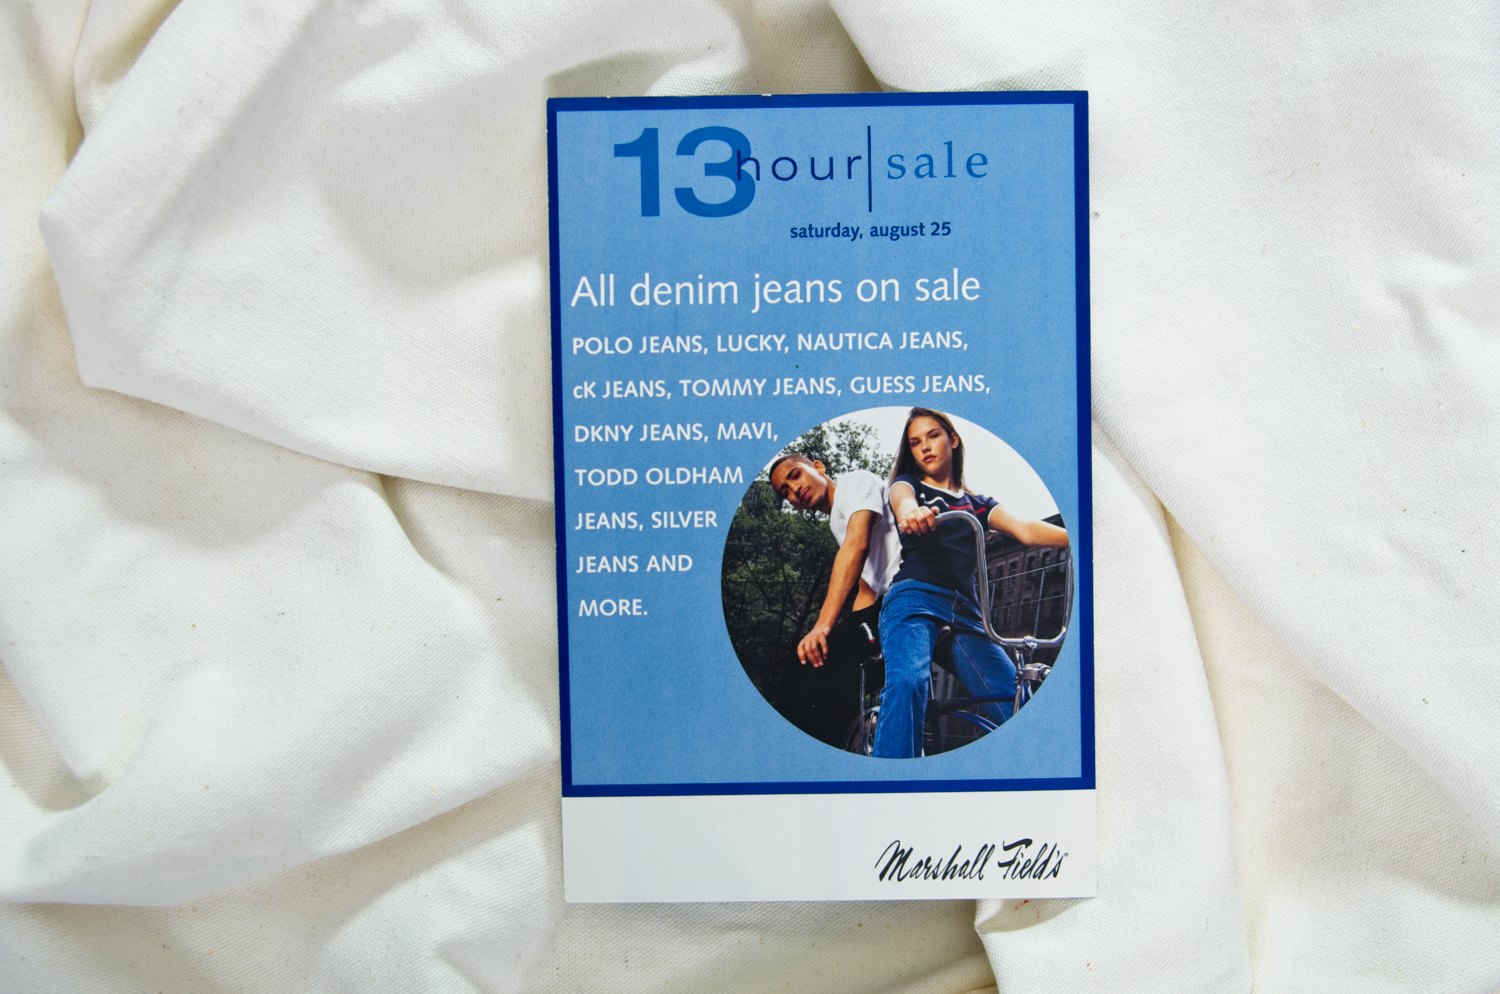 13 hour | sale
saturday, august 25
All denim jeans on sale
POLO JEANS, LUCKY, NAUTICA JEANS,
cK JEANS, TOMMY JEANS, GUESS JEANS,
DKNY JEANS, MAVI,
TODD OLDHAM
JEANS, SILVER
JEANS AND
MORE.
Marshall Field's®